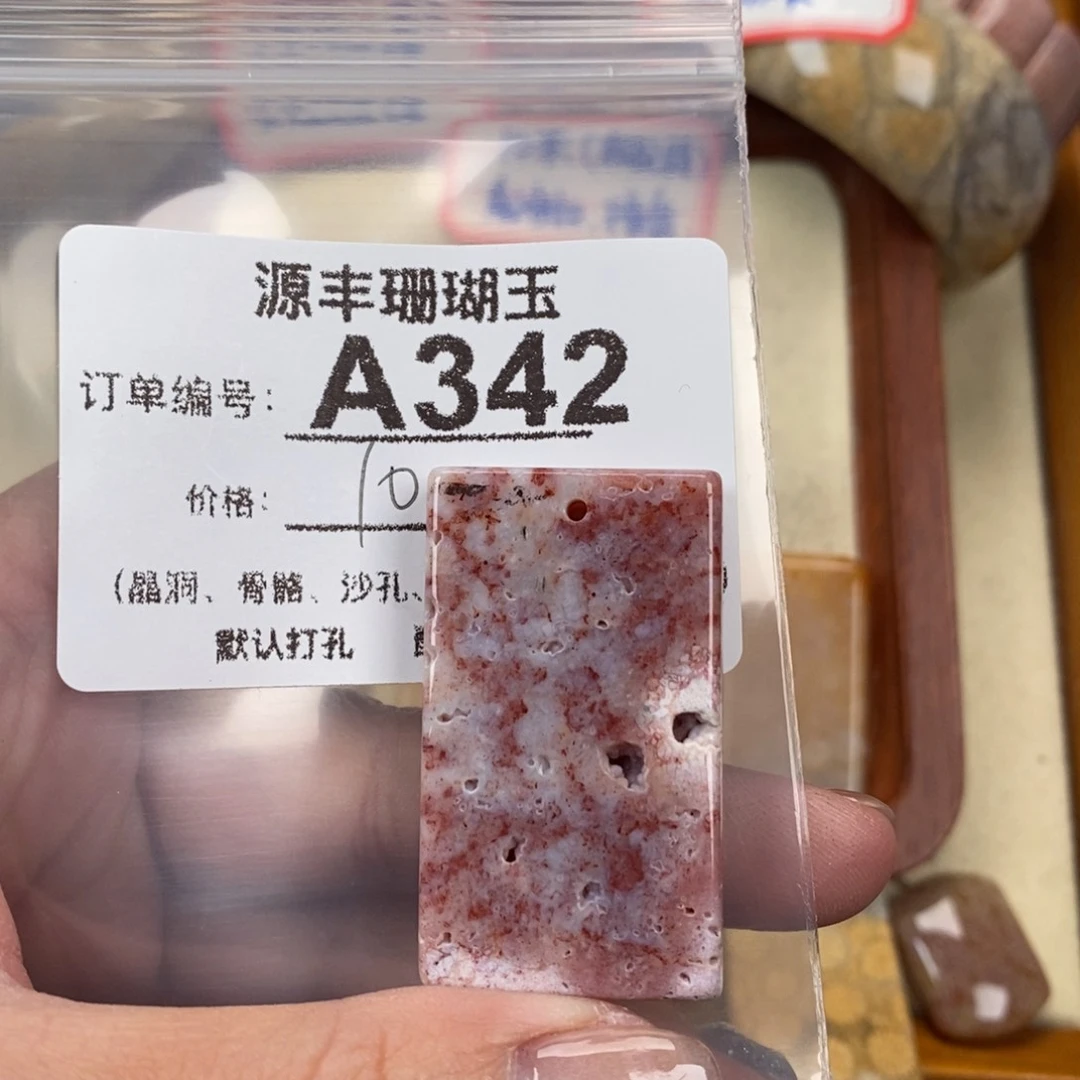 源丰珊瑚玉
订单编号: A342
价格: 10
(晶洞、骨骼、沙孔、
默认打孔